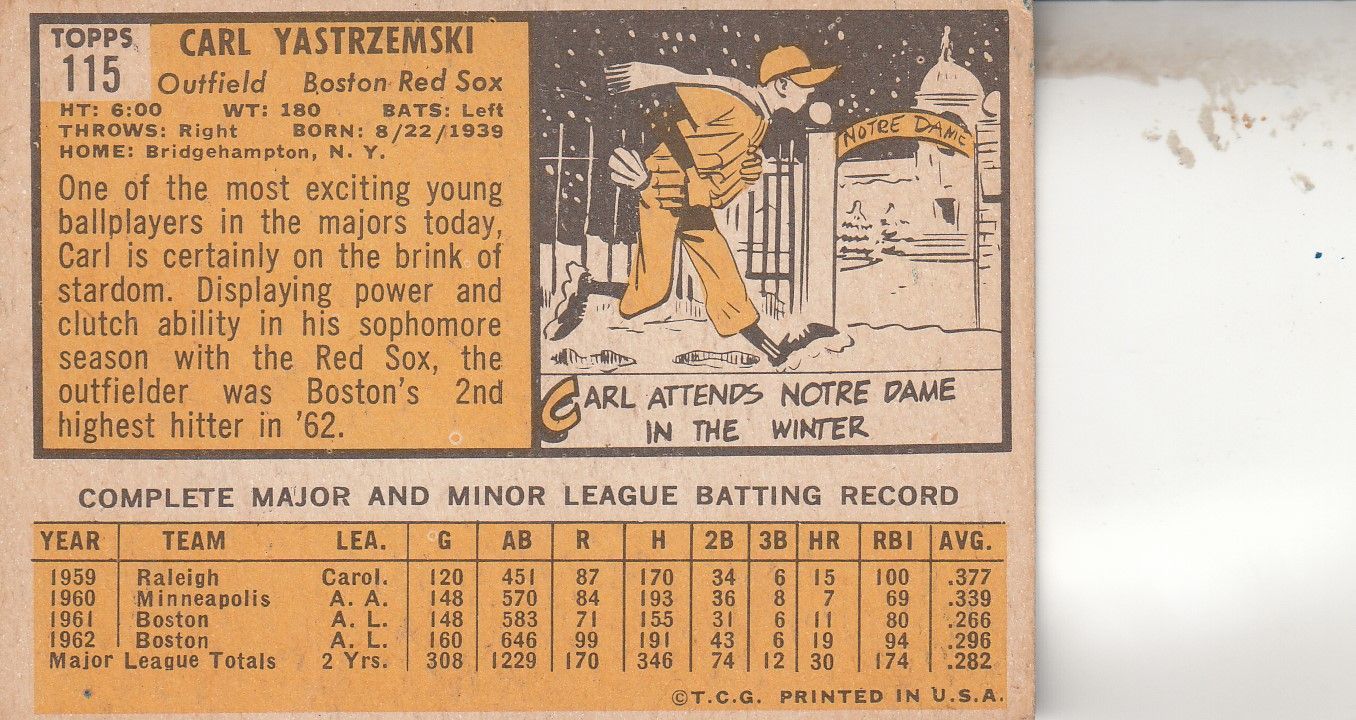 TOPPS
115
CARL YASTRZEMSKI
Outfield Boston Red Sox
HT: 6:00 WT: 180 BATS: Left
THROWS: Right BORN: 8/22/1939
HOME: Bridgehampton, N. Y.
One of the most exciting young
ballplayers in the majors today,
Carl is certainly on the brink of
stardom. Displaying power and
clutch ability in his sophomore
season with the Red Sox, the
outfielder was Boston's 2nd
highest hitter in '62.
NOTRE DAME
CARL ATTENDS NOTRE DAME
IN THE WINTER
COMPLETE MAJOR AND MINOR LEAGUE BATTING RECORD
YEAR TEAM LEA. G AB R H 2B 3B HR RBI AVG.
1959 Raleigh Carol. 120 451 87 170 34 6 15 100 .377
1960 Minneapolis A. A. 148 570 84 193 36 8 7 69 .339
1961 Boston A. L. 148 583 71 155 31 6 11 80 .266
1962 Boston A. L. 160 646 99 191 43 6 19 94 .296
Major League Totals 2 Yrs. 308 1229 170 346 74 12 30 174 .282
©T.C.G. PRINTED IN U.S.A.